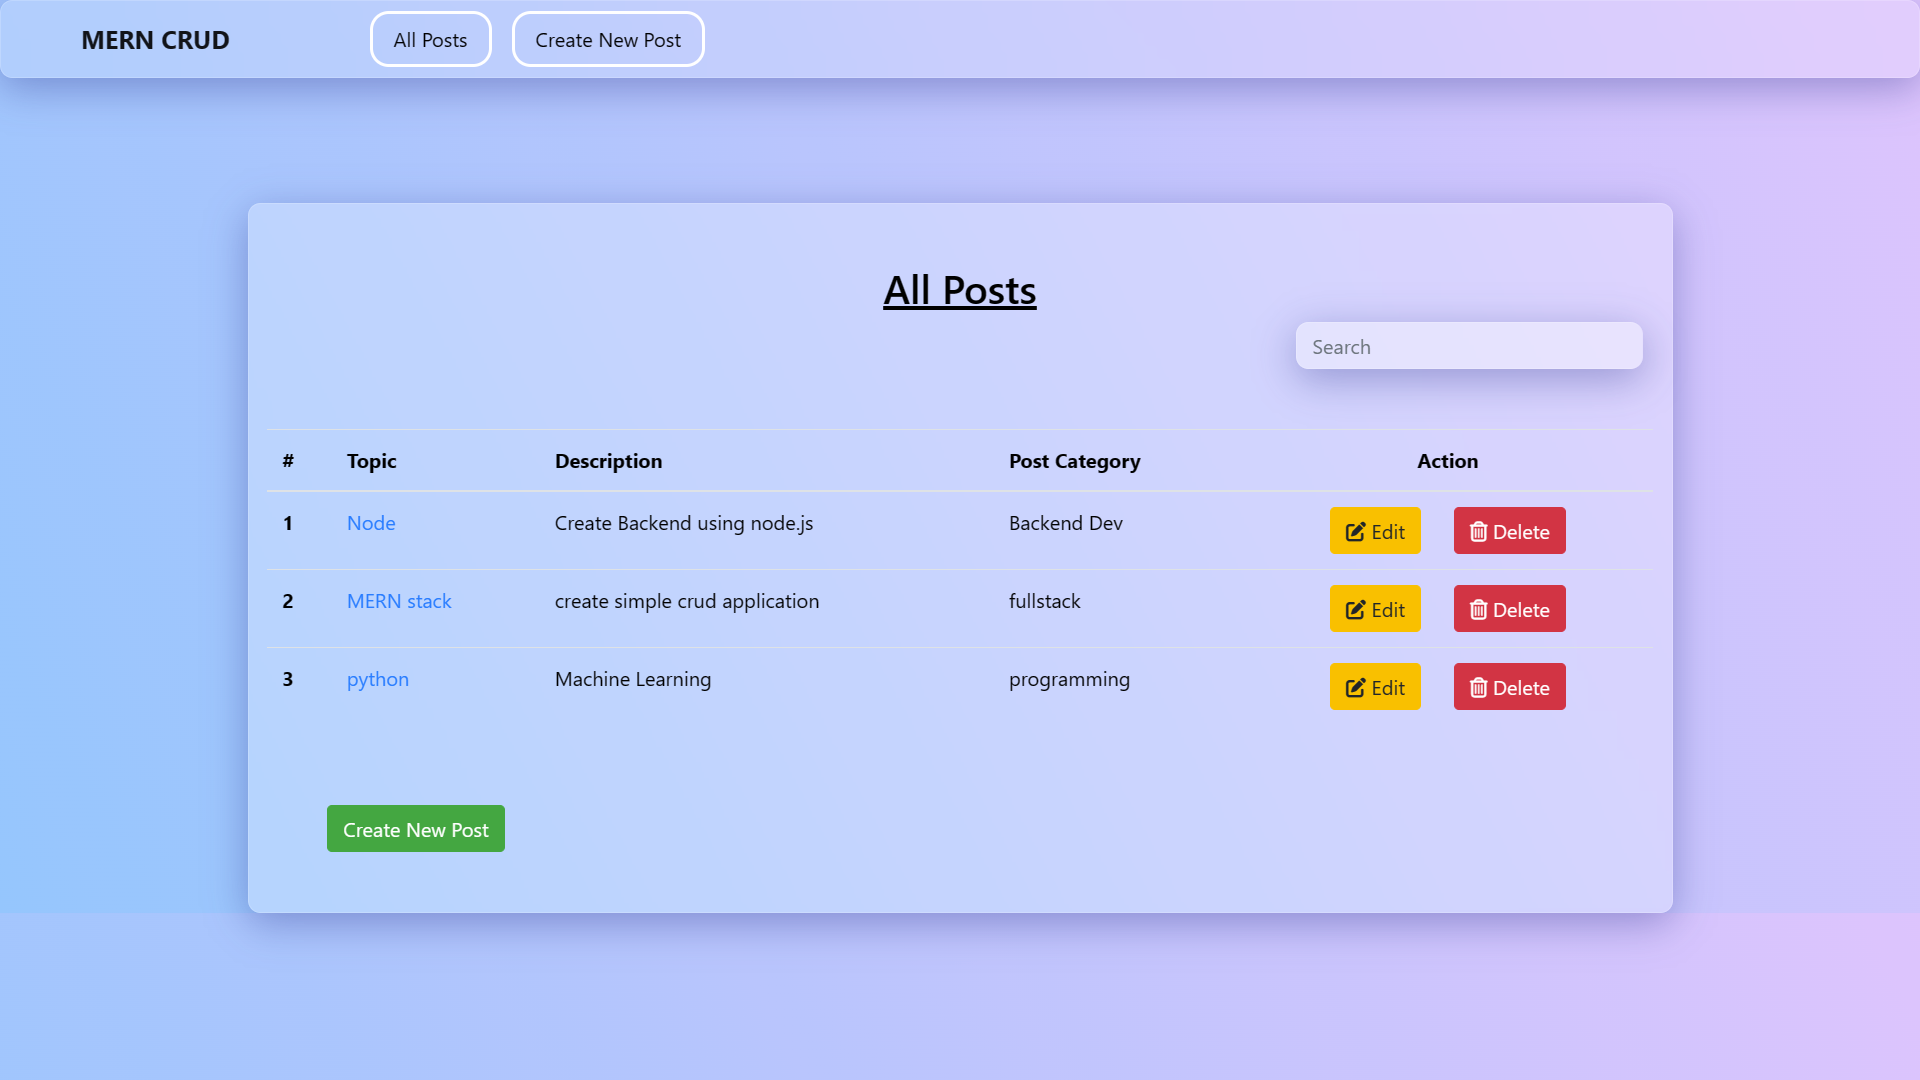 MERN CRUD All Posts Create New Post
All Posts
Search
# Topic Description Post Category Action
1 Node Create Backend using node.js Backend Dev Edit Delete
2 MERN stack create simple crud application fullstack Edit Delete
3 python Machine Learning programming Edit Delete
Create New Post